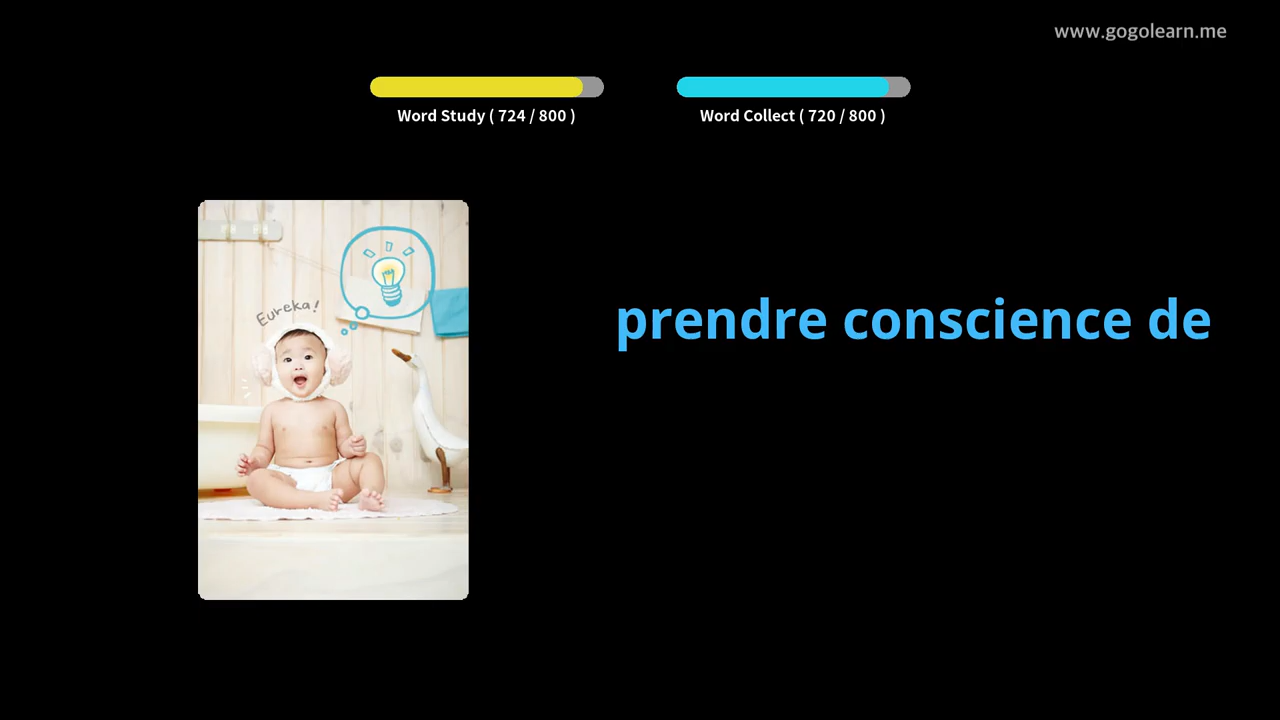 www.gogolearn.me
Word Study ( 724 / 800 )
Word Collect ( 720 / 800 )
Eureka!
prendre conscience de